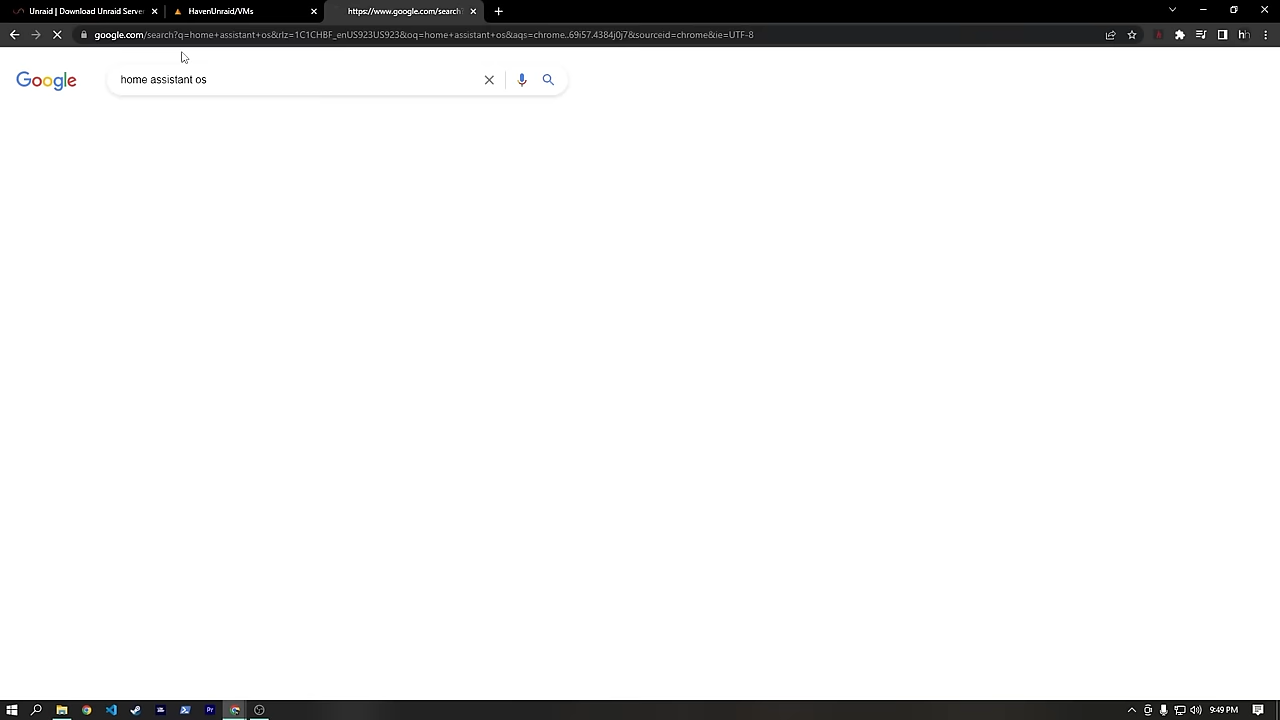 Unraid | Download Unraid Server
HavenUnraid/VMs
https://www.google.com/search?
google.com/search?q=home+assistant+os&rlz=1C1CHBF_enUS923US923&oq=home+assistant+os&aqs=chrome..69i57.4384j0j7&sourceid=chrome&ie=UTF-8
hh
Google
home assistant os
Pr
9:49 PM